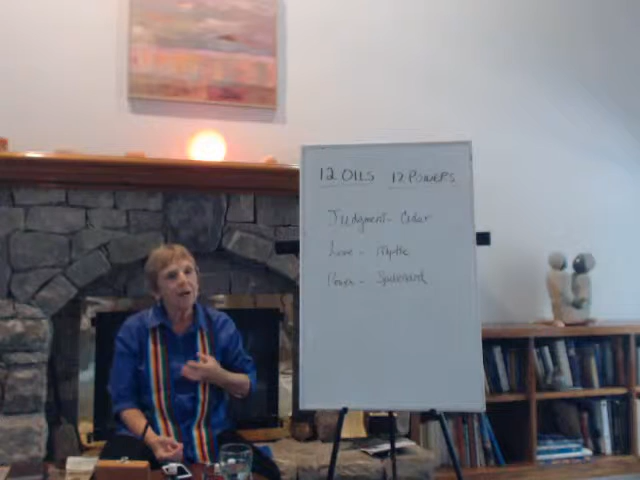 12 OILS 12 POWERS
Judgment - Cedar
Love - Myrtle
Power - Spikenard